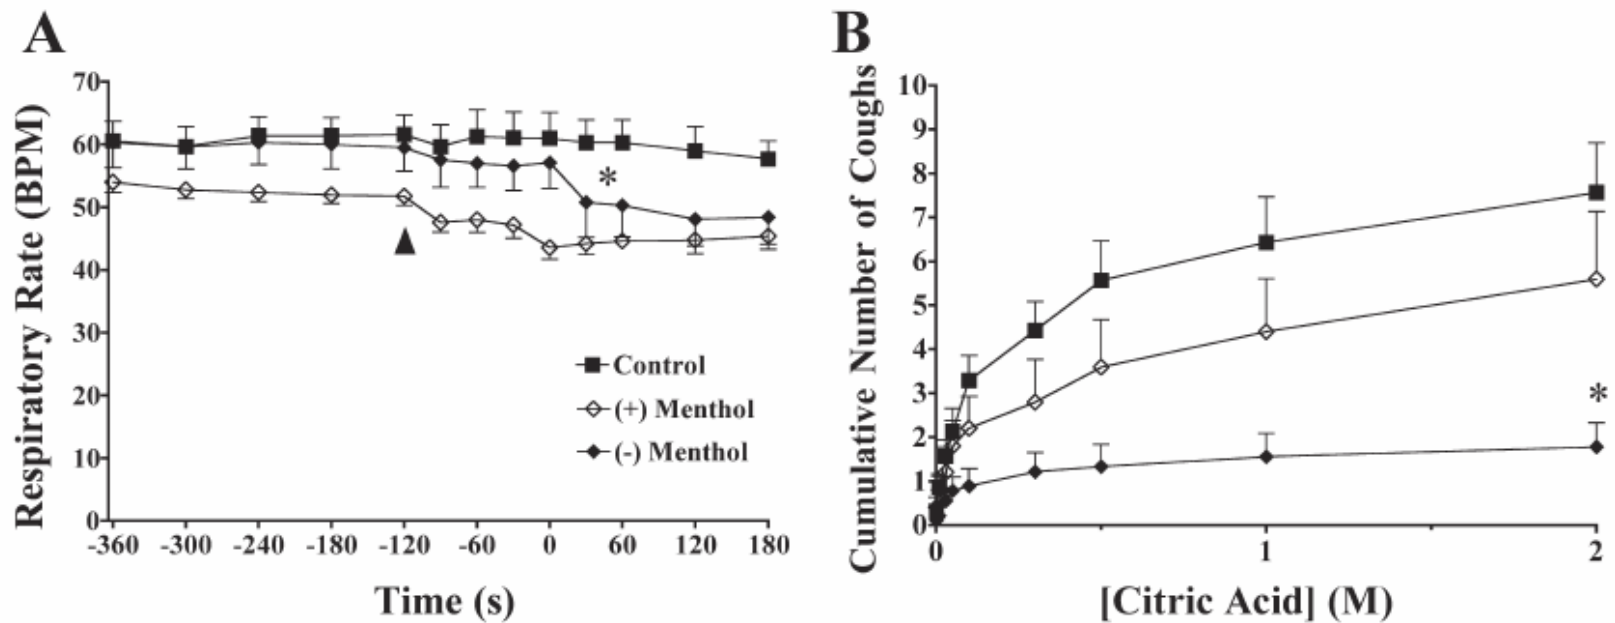 A
Respiratory Rate (BPM)
70
60
50
40
30
20
10
0
-360 -300 -240 -180 -120 -60 0 60 120 180
Time (s)
*
Control
(+) Menthol
(-) Menthol
B
Cumulative Number of Coughs
10
9
8
7
6
5
4
3
2
1
0
0 1 2
[Citric Acid] (M)
*